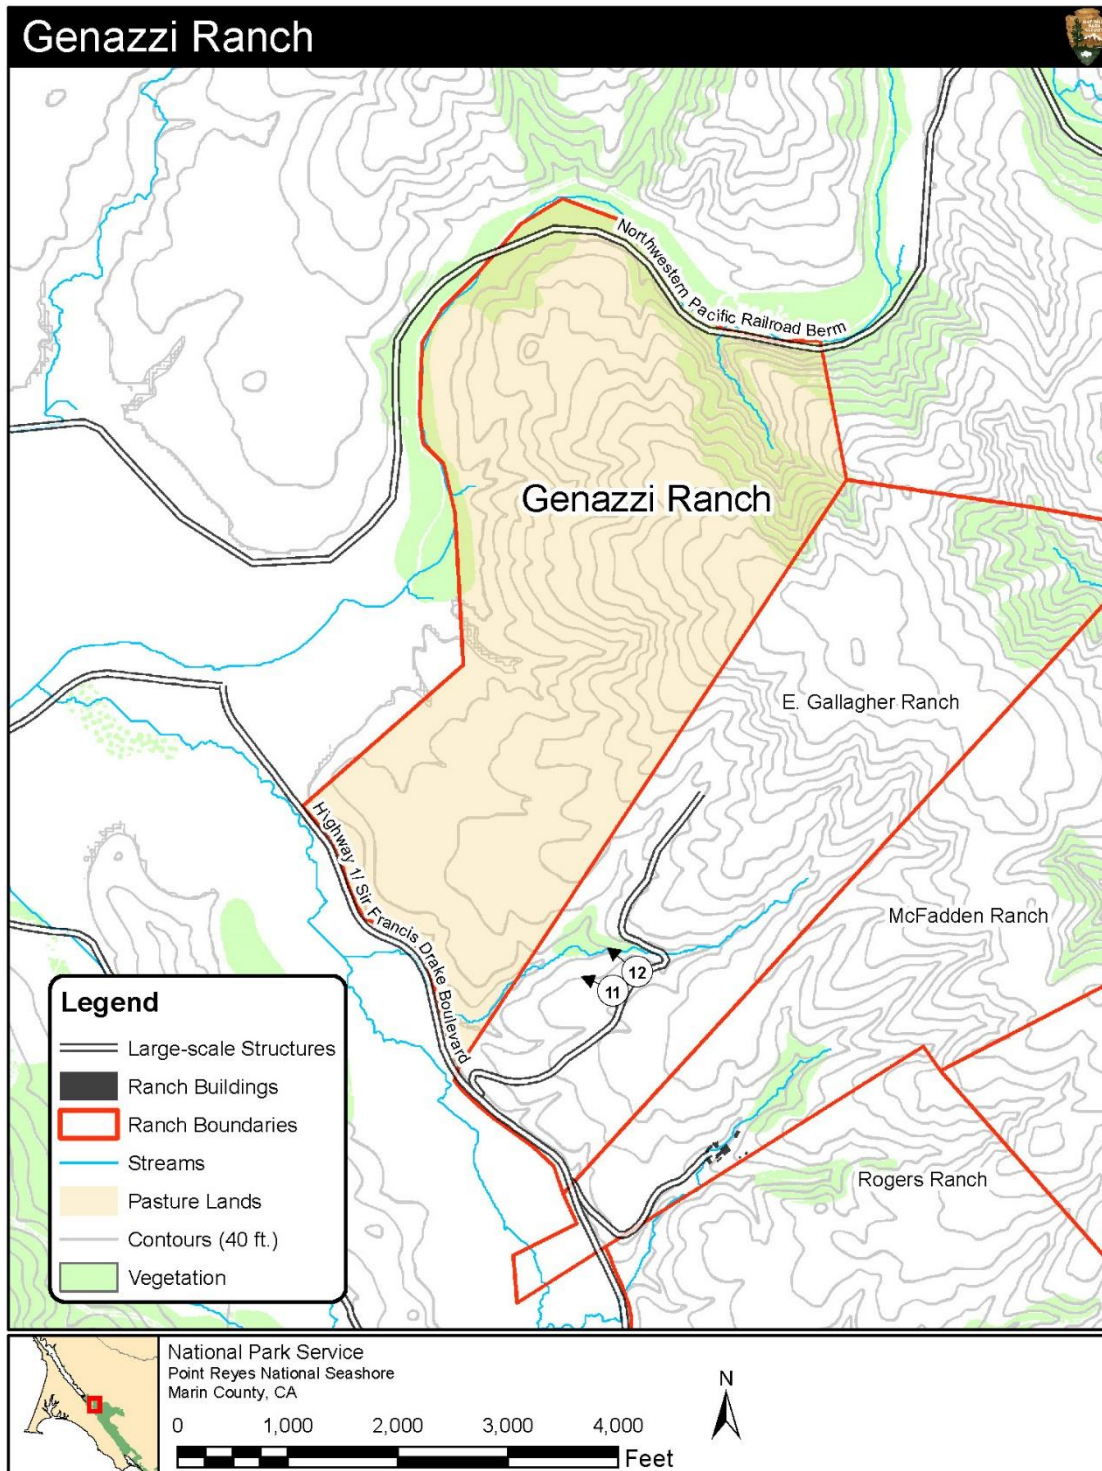 Genazzi Ranch
Northwestern Pacific Railroad Berm
Genazzi Ranch
E. Gallagher Ranch
Highway 1/ Sir Francis Drake Boulevard
McFadden Ranch
12
11
Rogers Ranch
Legend
Large-scale Structures
Ranch Buildings
Ranch Boundaries
Streams
Pasture Lands
Contours (40 ft.)
Vegetation
National Park Service
Point Reyes National Seashore
Marin County, CA
0 1,000 2,000 3,000 4,000
Feet
N